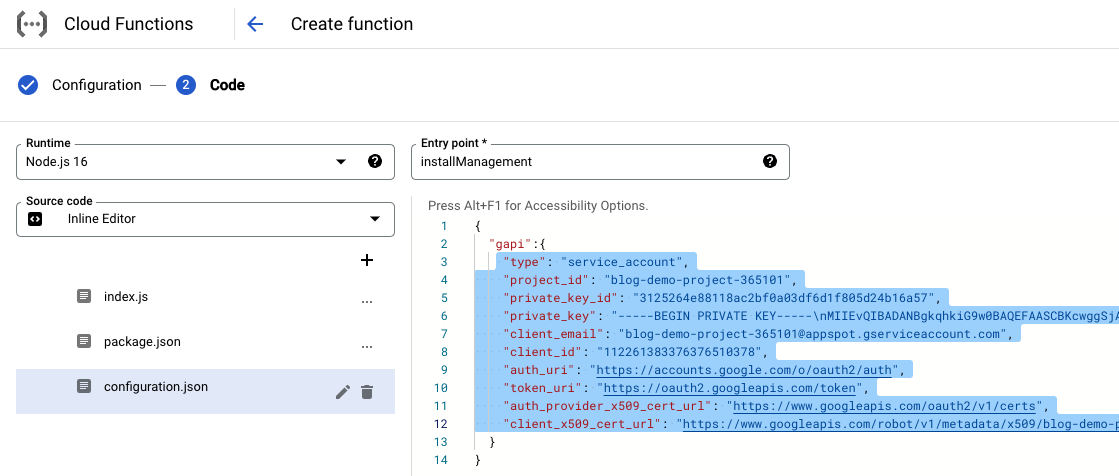 Cloud Functions
Create function
Configuration
2
Code
Runtime
Node.js 16
Entry point *
installManagement
Source code
Inline Editor
index.js
package.json
configuration.json
Press Alt+F1 for Accessibility Options.
1 {
2 "gapi":{
3 "type": "service_account",
4 "project_id": "blog-demo-project-365101",
5 "private_key_id": "3125264e88118ac2bf0a03df6d1f805d24b16a57",
6 "private_key": "-----BEGIN PRIVATE KEY-----\nMIIEvQIBADANBgkqhkiG9w0BAQEFAASCBKcwggSjA
7 "client_email": "blog-demo-project-365101@appspot.gserviceaccount.com",
8 "client_id": "112261383376376510378",
9 "auth_uri": "https://accounts.google.com/o/oauth2/auth",
10 "token_uri": "https://oauth2.googleapis.com/token",
11 "auth_provider_x509_cert_url": "https://www.googleapis.com/oauth2/v1/certs",
12 "client_x509_cert_url": "https://www.googleapis.com/robot/v1/metadata/x509/blog-demo-p
13 }
14 }